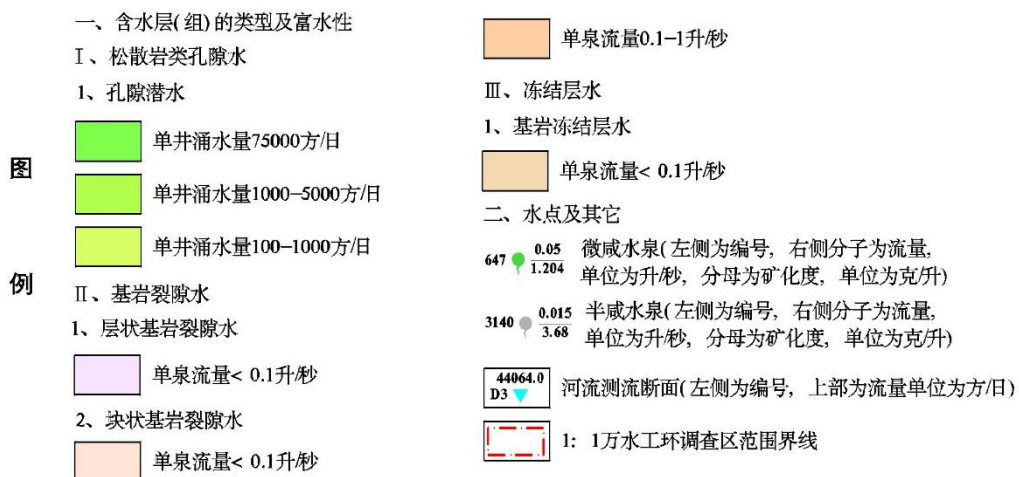 图
例
一、含水层(组)的类型及富水性
Ⅰ、松散岩类孔隙水
1、孔隙潜水
单井涌水量75000方/日
单井涌水量1000-5000方/日
单井涌水量100-1000方/日
Ⅱ、基岩裂隙水
1、层状基岩裂隙水
单泉流量< 0.1升/秒
2、块状基岩裂隙水
单泉流量< 0.1升/秒
单泉流量0.1-1升/秒
Ⅲ、冻结层水
1、基岩冻结层水
单泉流量< 0.1升/秒
二、水点及其它
647 0.05 1.204 微咸水泉(左侧为编号, 右侧分子为流量,
单位为升/秒, 分母为矿化度, 单位为克/升)
3140 0.015 3.68 半咸水泉(左侧为编号, 右侧分子为流量,
单位为升/秒, 分母为矿化度, 单位为克/升)
44064.0
D3 河流测流断面(左侧为编号, 上部为流量单位为方/日)
1: 1万水工环调查区范围界线